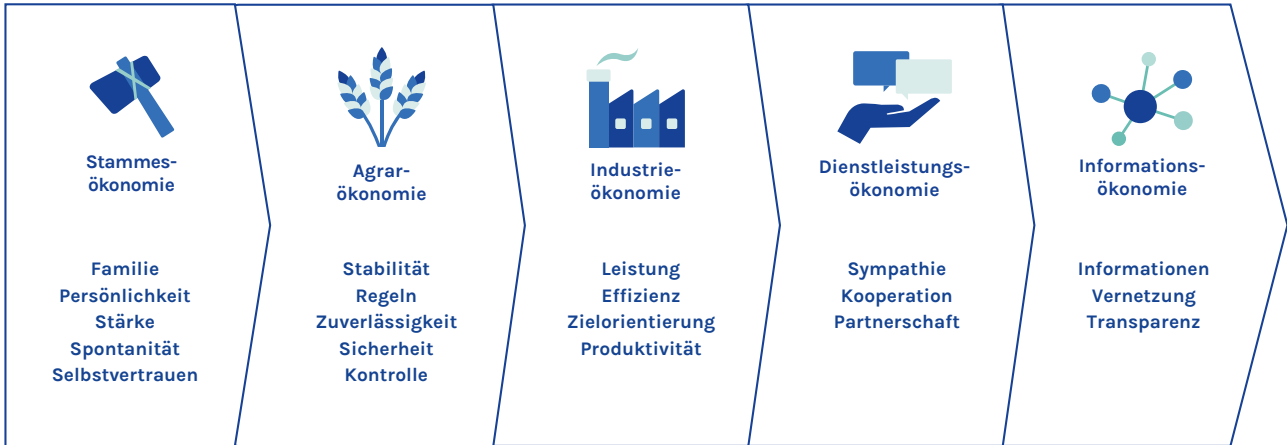 Stammes-
ökonomie
Familie
Persönlichkeit
Stärke
Spontanität
Selbstvertrauen
Agrar-
ökonomie
Stabilität
Regeln
Zuverlässigkeit
Sicherheit
Kontrolle
Industrie-
ökonomie
Leistung
Effizienz
Zielorientierung
Produktivität
Dienstleistungs-
ökonomie
Sympathie
Kooperation
Partnerschaft
Informations-
ökonomie
Informationen
Vernetzung
Transparenz